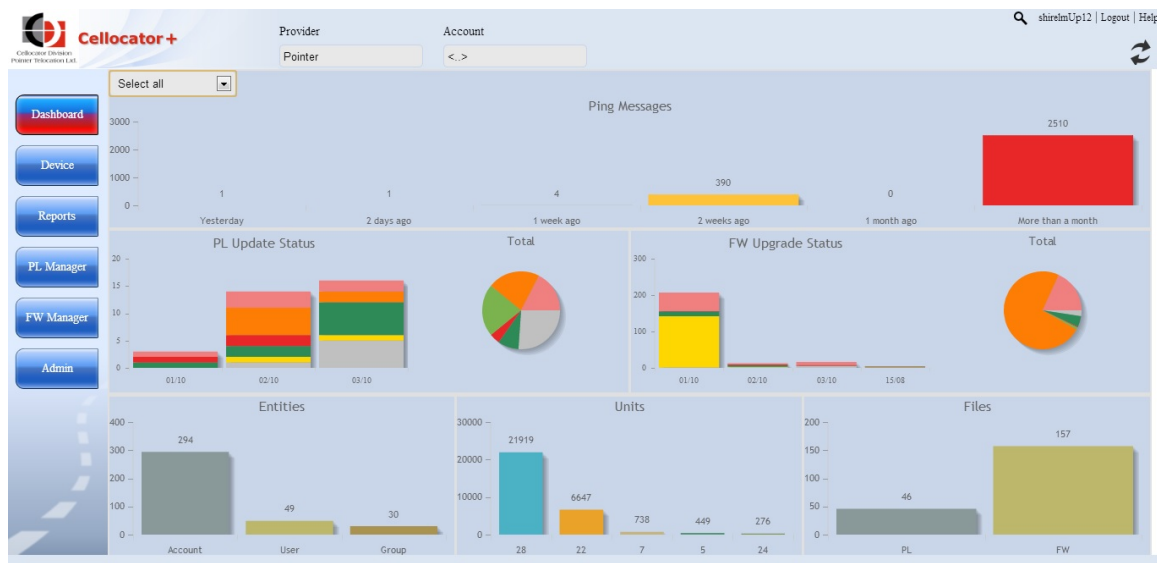 shirelmUp12 | Logout | Help
Provider Account
Cellocator+
Cellocator Division
Pointer Telocation Ltd.
Pointer <..>
Select all
Dashboard
Device
Reports
PL Manager
FW Manager
Admin
Ping Messages
3000
2000
1000
0
1 1 4 390 0 2510
Yesterday 2 days ago 1 week ago 2 weeks ago 1 month ago More than a month
PL Update Status Total
20
15
10
5
0
01/10 02/10 03/10
FW Upgrade Status Total
300
200
100
0
01/10 02/10 03/10 15/08
Entities
400
300
200
100
0
294 49 30
Account User Group
Units
30000
20000
10000
0
21919 6647 738 449 276
28 22 7 5 24
Files
200
150
100
50
0
46 157
PL FW